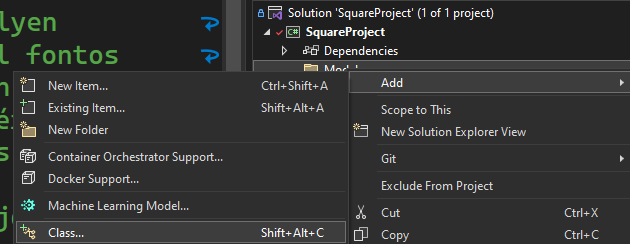 lyen
l fontos
Solution 'SquareProject' (1 of 1 project)
SquareProject
Dependencies
New Item... Ctrl+Shift+A
Existing Item... Shift+Alt+A
New Folder
Container Orchestrator Support...
Docker Support...
Machine Learning Model...
Class... Shift+Alt+C
Add
Scope to This
New Solution Explorer View
Git
Exclude From Project
Cut Ctrl+X
Copy Ctrl+C